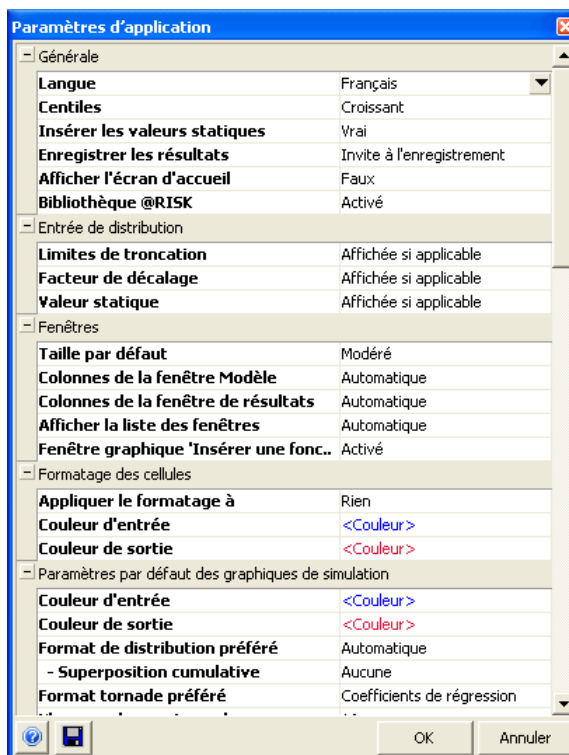 Paramètres d'application
Générale
Langue Français
Centiles Croissant
Insérer les valeurs statiques Vrai
Enregistrer les résultats Invite à l'enregistrement
Afficher l'écran d'accueil Faux
Bibliothèque @RISK Activé
Entrée de distribution
Limites de troncation Affichée si applicable
Facteur de décalage Affichée si applicable
Valeur statique Affichée si applicable
Fenêtres
Taille par défaut Modéré
Colonnes de la fenêtre Modèle Automatique
Colonnes de la fenêtre de résultats Automatique
Afficher la liste des fenêtres Automatique
Fenêtre graphique 'Insérer une fonc.. Activé
Formatage des cellules
Appliquer le formatage à Rien
Couleur d'entrée <Couleur>
Couleur de sortie <Couleur>
Paramètres par défaut des graphiques de simulation
Couleur d'entrée <Couleur>
Couleur de sortie <Couleur>
Format de distribution préféré Automatique
- Superposition cumulative Aucune
Format tornade préféré Coefficients de régression
OK Annuler